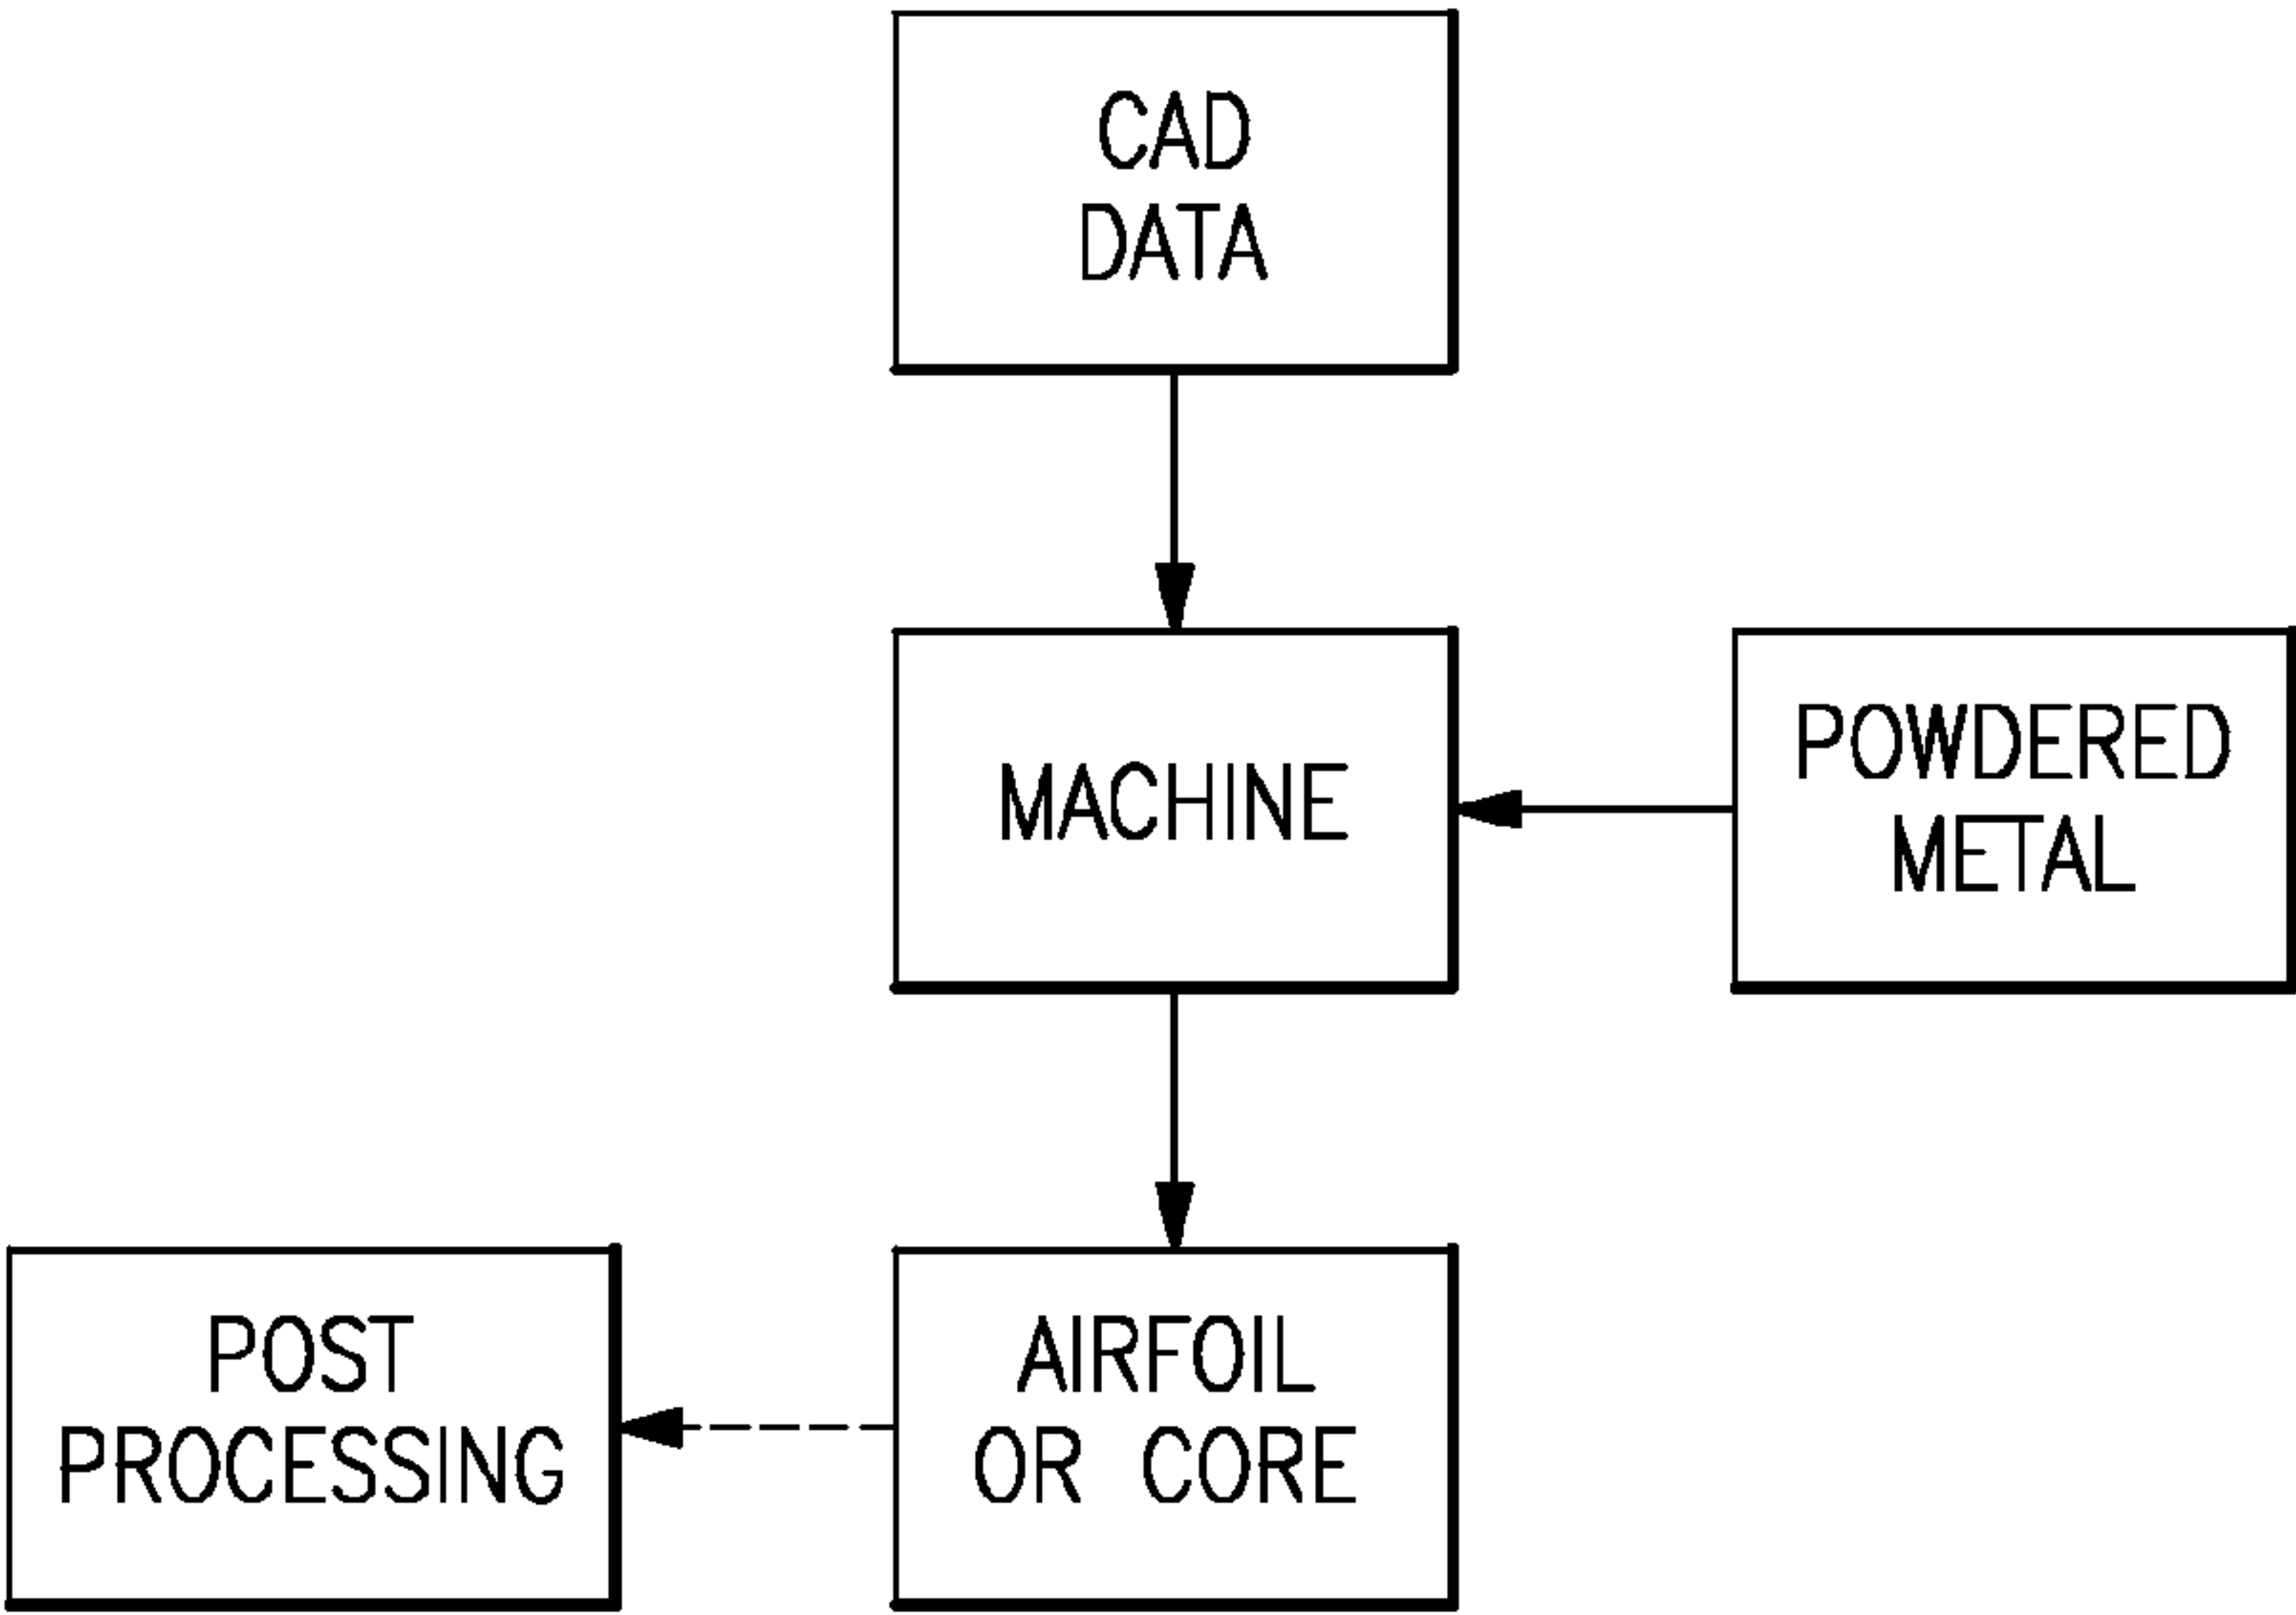 CAD
DATA
MACHINE
POWDERED
METAL
POST
PROCESSING
AIRFOIL
OR CORE